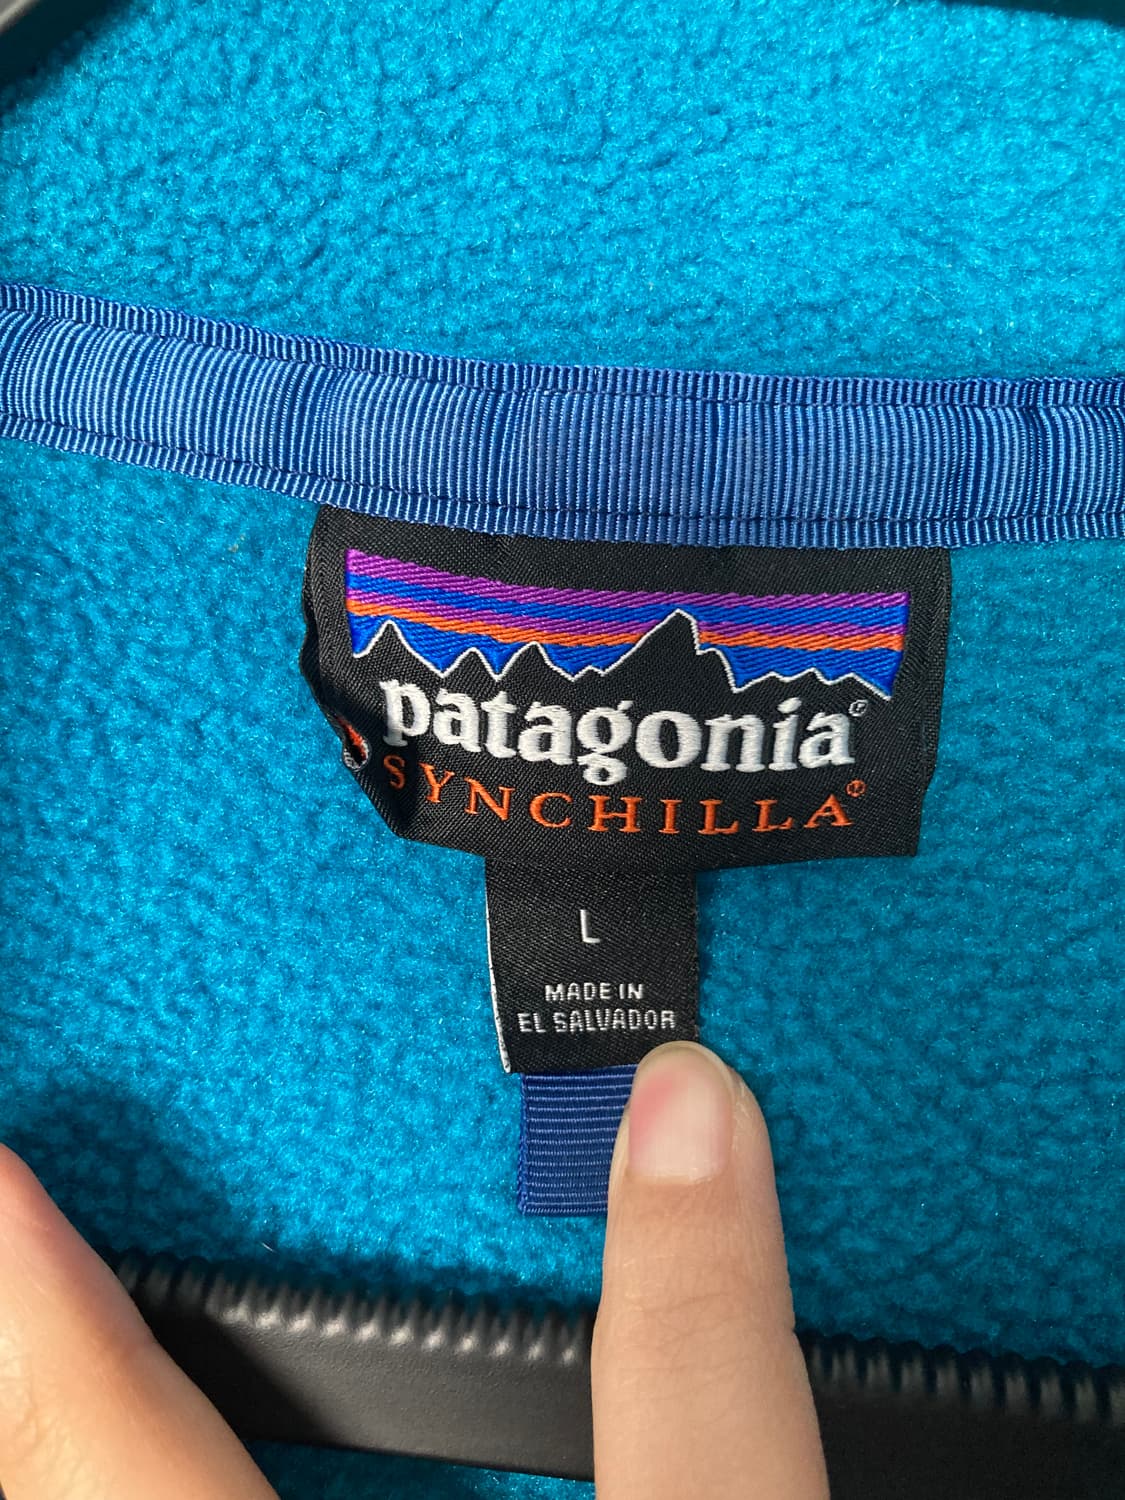 patagonia®
SYNCHILLA®
L
MADE IN
EL SALVADOR